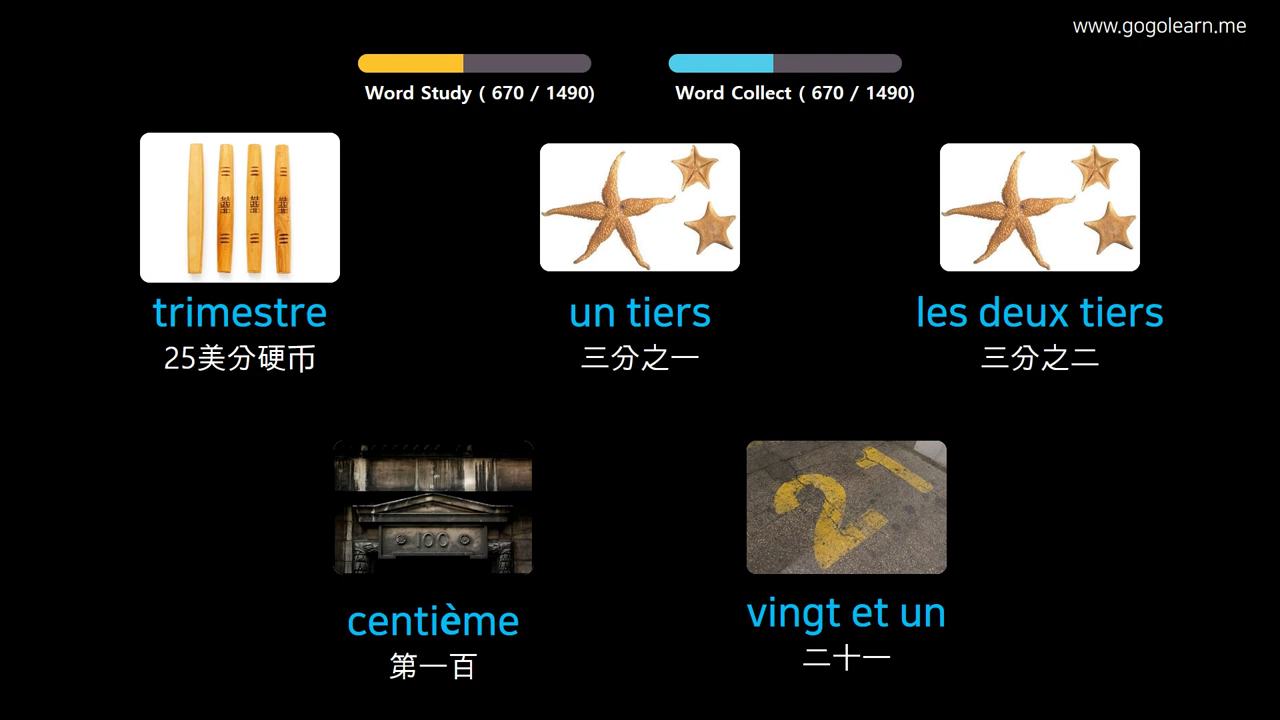 www.gogolearn.me
Word Study ( 670 / 1490)
Word Collect ( 670 / 1490)
trimestre
25美分硬币
un tiers
三分之一
les deux tiers
三分之二
100
centième
第一百
21
vingt et un
二十一